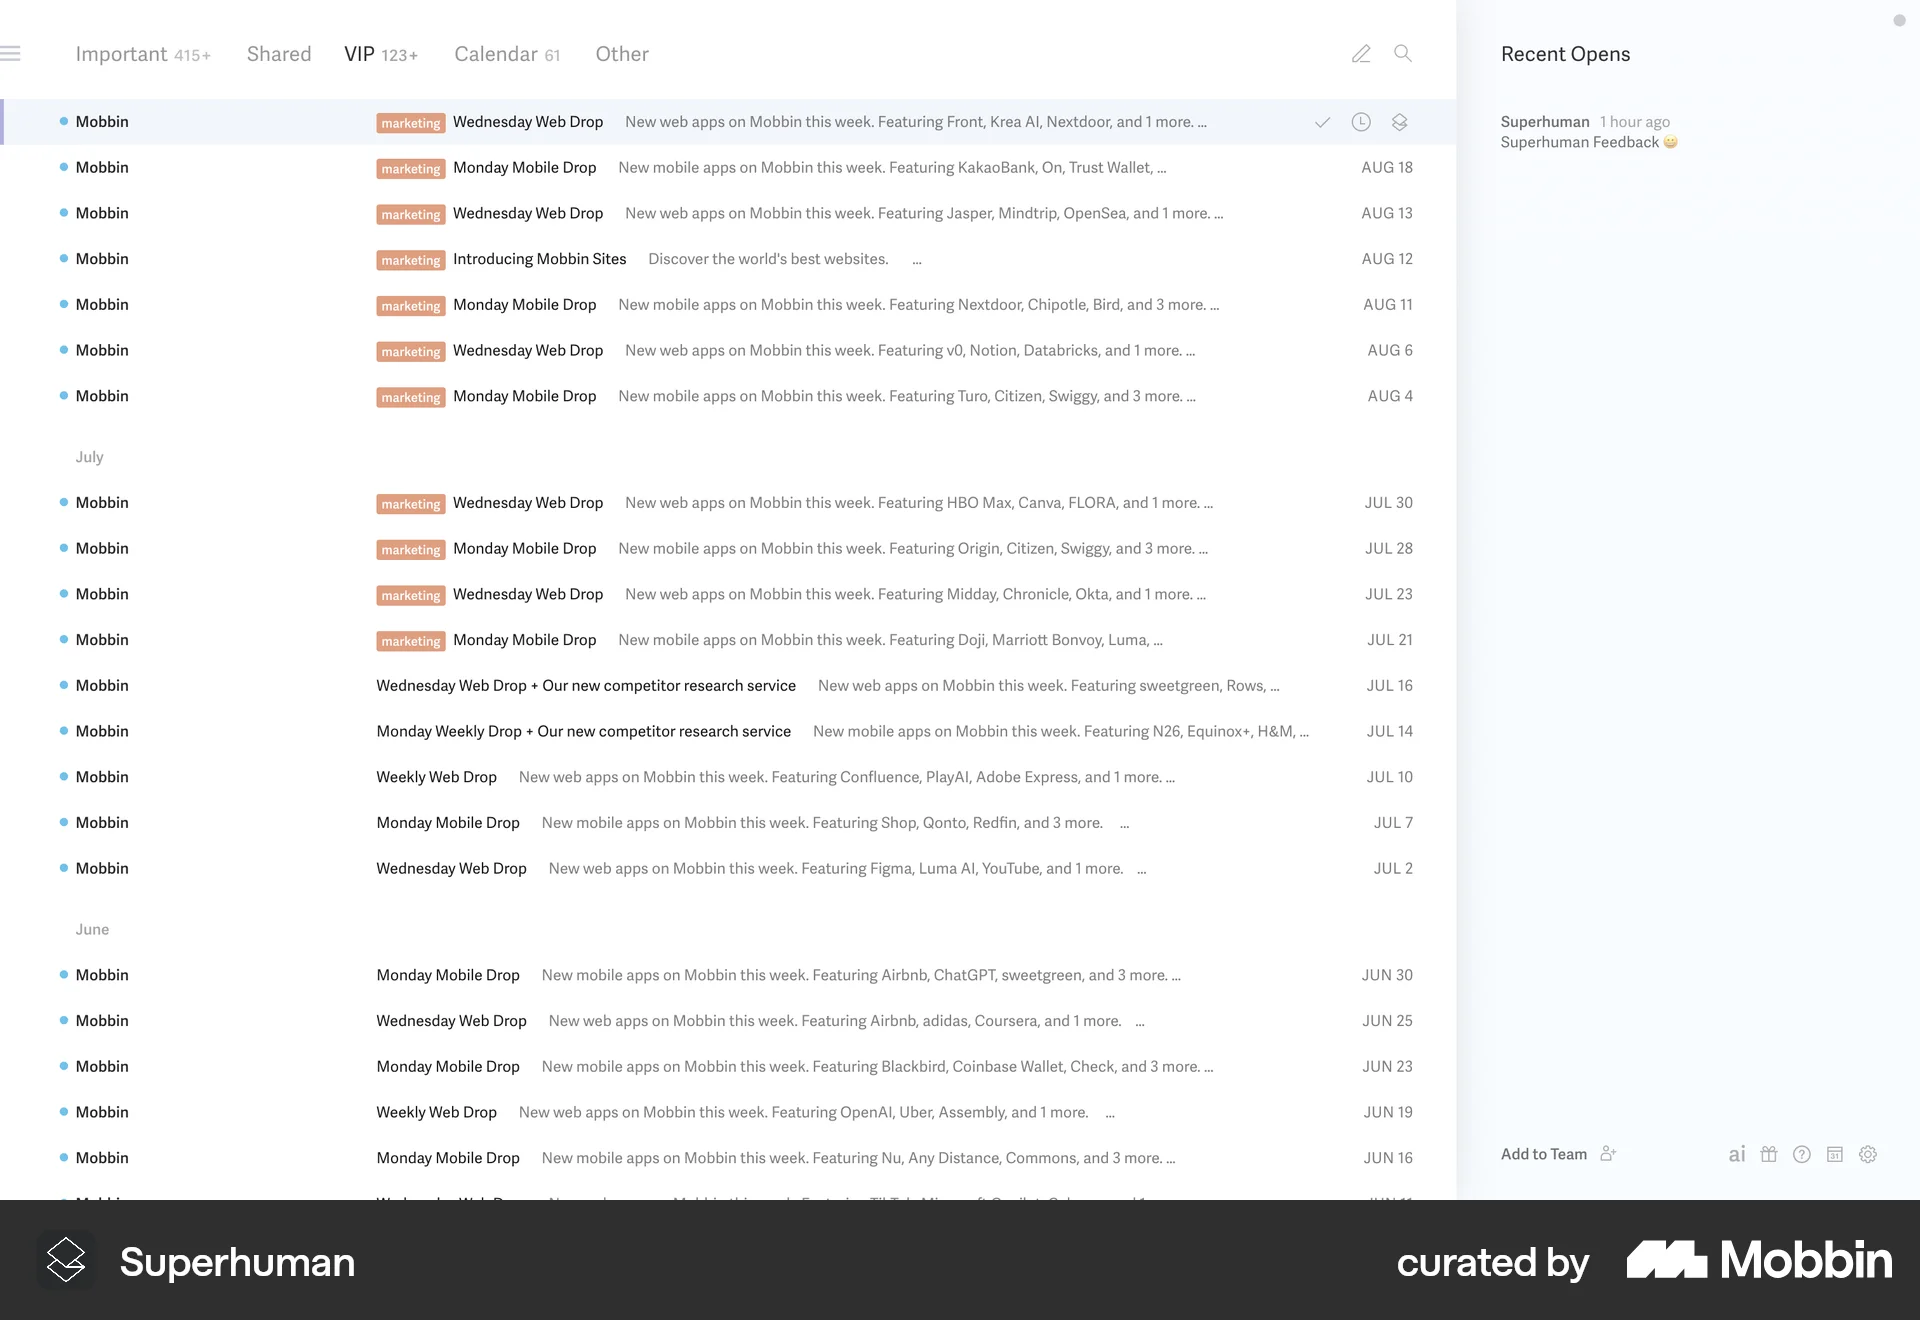 Important 415+ Shared VIP 123+ Calendar 61 Other
Mobbin marketing Wednesday Web Drop New web apps on Mobbin this week. Featuring Front, Krea AI, Nextdoor, and 1 more. ...
Mobbin marketing Monday Mobile Drop New mobile apps on Mobbin this week. Featuring KakaoBank, On, Trust Wallet, ... AUG 18
Mobbin marketing Wednesday Web Drop New web apps on Mobbin this week. Featuring Jasper, Mindtrip, OpenSea, and 1 more. ... AUG 13
Mobbin marketing Introducing Mobbin Sites Discover the world's best websites. ... AUG 12
Mobbin marketing Monday Mobile Drop New mobile apps on Mobbin this week. Featuring Nextdoor, Chipotle, Bird, and 3 more. ... AUG 11
Mobbin marketing Wednesday Web Drop New web apps on Mobbin this week. Featuring v0, Notion, Databricks, and 1 more. ... AUG 6
Mobbin marketing Monday Mobile Drop New mobile apps on Mobbin this week. Featuring Turo, Citizen, Swiggy, and 3 more. ... AUG 4
July
Mobbin marketing Wednesday Web Drop New web apps on Mobbin this week. Featuring HBO Max, Canva, FLORA, and 1 more. ... JUL 30
Mobbin marketing Monday Mobile Drop New mobile apps on Mobbin this week. Featuring Origin, Citizen, Swiggy, and 3 more. ... JUL 28
Mobbin marketing Wednesday Web Drop New web apps on Mobbin this week. Featuring Midday, Chronicle, Okta, and 1 more. ... JUL 23
Mobbin marketing Monday Mobile Drop New mobile apps on Mobbin this week. Featuring Doji, Marriott Bonvoy, Luma, ... JUL 21
Mobbin Wednesday Web Drop + Our new competitor research service New web apps on Mobbin this week. Featuring sweetgreen, Rows, ... JUL 16
Mobbin Monday Weekly Drop + Our new competitor research service New mobile apps on Mobbin this week. Featuring N26, Equinox+, H&M, ... JUL 14
Mobbin Weekly Web Drop New web apps on Mobbin this week. Featuring Confluence, PlayAI, Adobe Express, and 1 more. ... JUL 10
Mobbin Monday Mobile Drop New mobile apps on Mobbin this week. Featuring Shop, Qonto, Redfin, and 3 more. ... JUL 7
Mobbin Wednesday Web Drop New web apps on Mobbin this week. Featuring Figma, Luma AI, YouTube, and 1 more. ... JUL 2
June
Mobbin Monday Mobile Drop New mobile apps on Mobbin this week. Featuring Airbnb, ChatGPT, sweetgreen, and 3 more. ... JUN 30
Mobbin Wednesday Web Drop New web apps on Mobbin this week. Featuring Airbnb, adidas, Coursera, and 1 more. ... JUN 25
Mobbin Monday Mobile Drop New mobile apps on Mobbin this week. Featuring Blackbird, Coinbase Wallet, Check, and 3 more. ... JUN 23
Mobbin Weekly Web Drop New web apps on Mobbin this week. Featuring OpenAI, Uber, Assembly, and 1 more. ... JUN 19
Mobbin Monday Mobile Drop New mobile apps on Mobbin this week. Featuring Nu, Any Distance, Commons, and 3 more. ... JUN 16
Recent Opens
Superhuman 1 hour ago
Superhuman Feedback 😀
Add to Team ai ? 31
Superhuman
curated by Mobbin